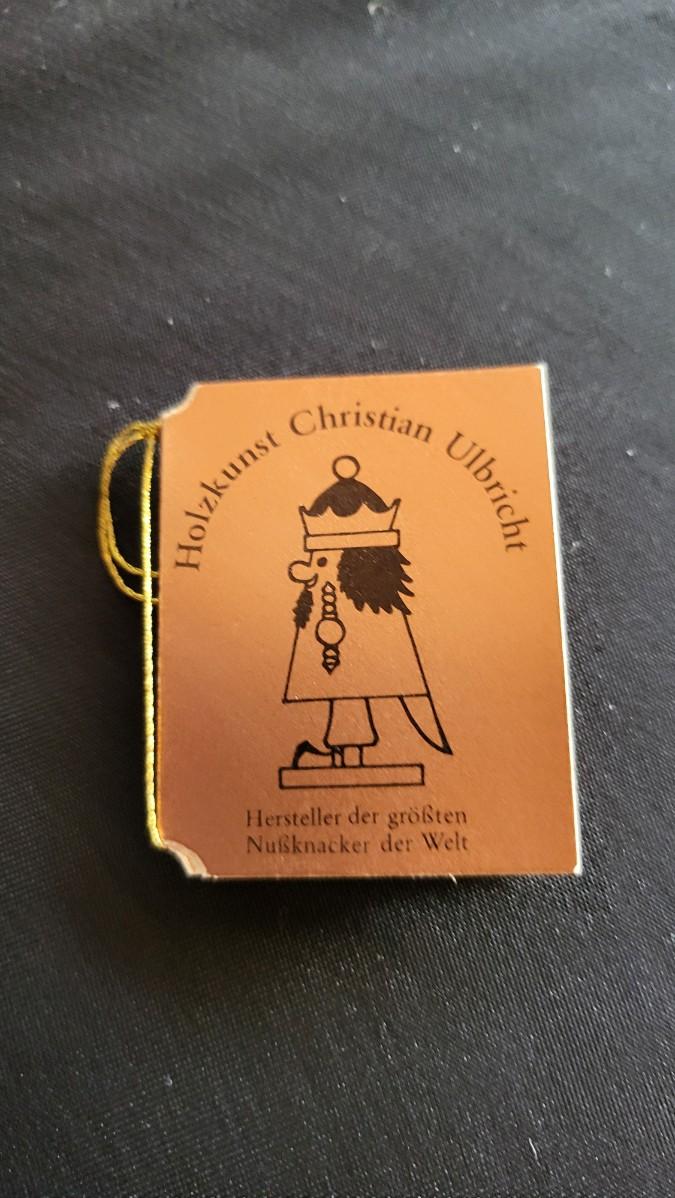 Holzkunst Christian Ulbricht
Hersteller der größten
Nußknacker der Welt